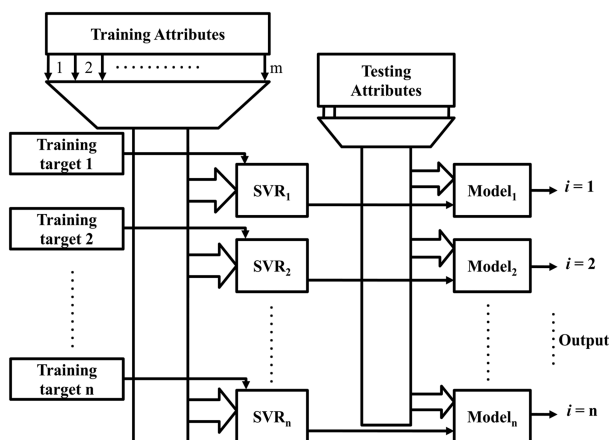 Training Attributes
1 2 ........... m
Testing
Attributes
Training
target 1
SVR₁
Model₁
i = 1
Training
target 2
SVR₂
Model₂
i = 2
Output
Training
target n
SVRₙ
Modelₙ
i = n